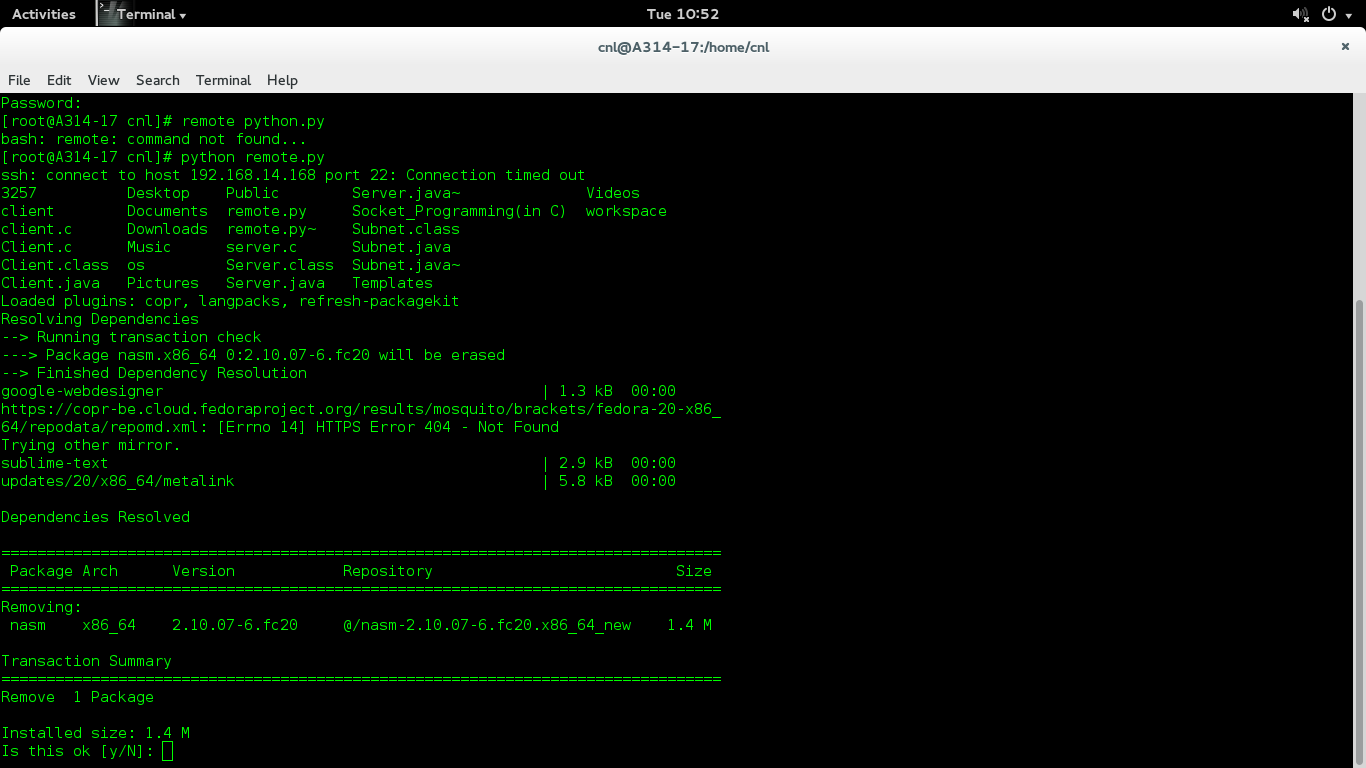 Activities Terminal Tue 10:52
cnl@A314-17:/home/cnl
File Edit View Search Terminal Help
Password:
[root@A314-17 cnl]# remote python.py
bash: remote: command not found...
[root@A314-17 cnl]# python remote.py
ssh: connect to host 192.168.14.168 port 22: Connection timed out
3257          Desktop    Public        Server.java~              Videos
client        Documents  remote.py     Socket_Programming(in C)  workspace
client.c      Downloads  remote.py~    Subnet.class
Client.c      Music      server.c      Subnet.java
Client.class  os         Server.class  Subnet.java~
Client.java   Pictures   Server.java   Templates
Loaded plugins: copr, langpacks, refresh-packagekit
Resolving Dependencies
--> Running transaction check
---> Package nasm.x86_64 0:2.10.07-6.fc20 will be erased
--> Finished Dependency Resolution
google-webdesigner                                          | 1.3 kB  00:00
https://copr-be.cloud.fedoraproject.org/results/mosquito/brackets/fedora-20-x86_
64/repodata/repomd.xml: [Errno 14] HTTPS Error 404 - Not Found
Trying other mirror.
sublime-text                                                | 2.9 kB  00:00
updates/20/x86_64/metalink                                  | 5.8 kB  00:00
Dependencies Resolved
================================================================================
 Package Arch      Version            Repository                           Size
================================================================================
Removing:
 nasm    x86_64    2.10.07-6.fc20     @/nasm-2.10.07-6.fc20.x86_64_new    1.4 M
Transaction Summary
================================================================================
Remove  1 Package
Installed size: 1.4 M
Is this ok [y/N]: